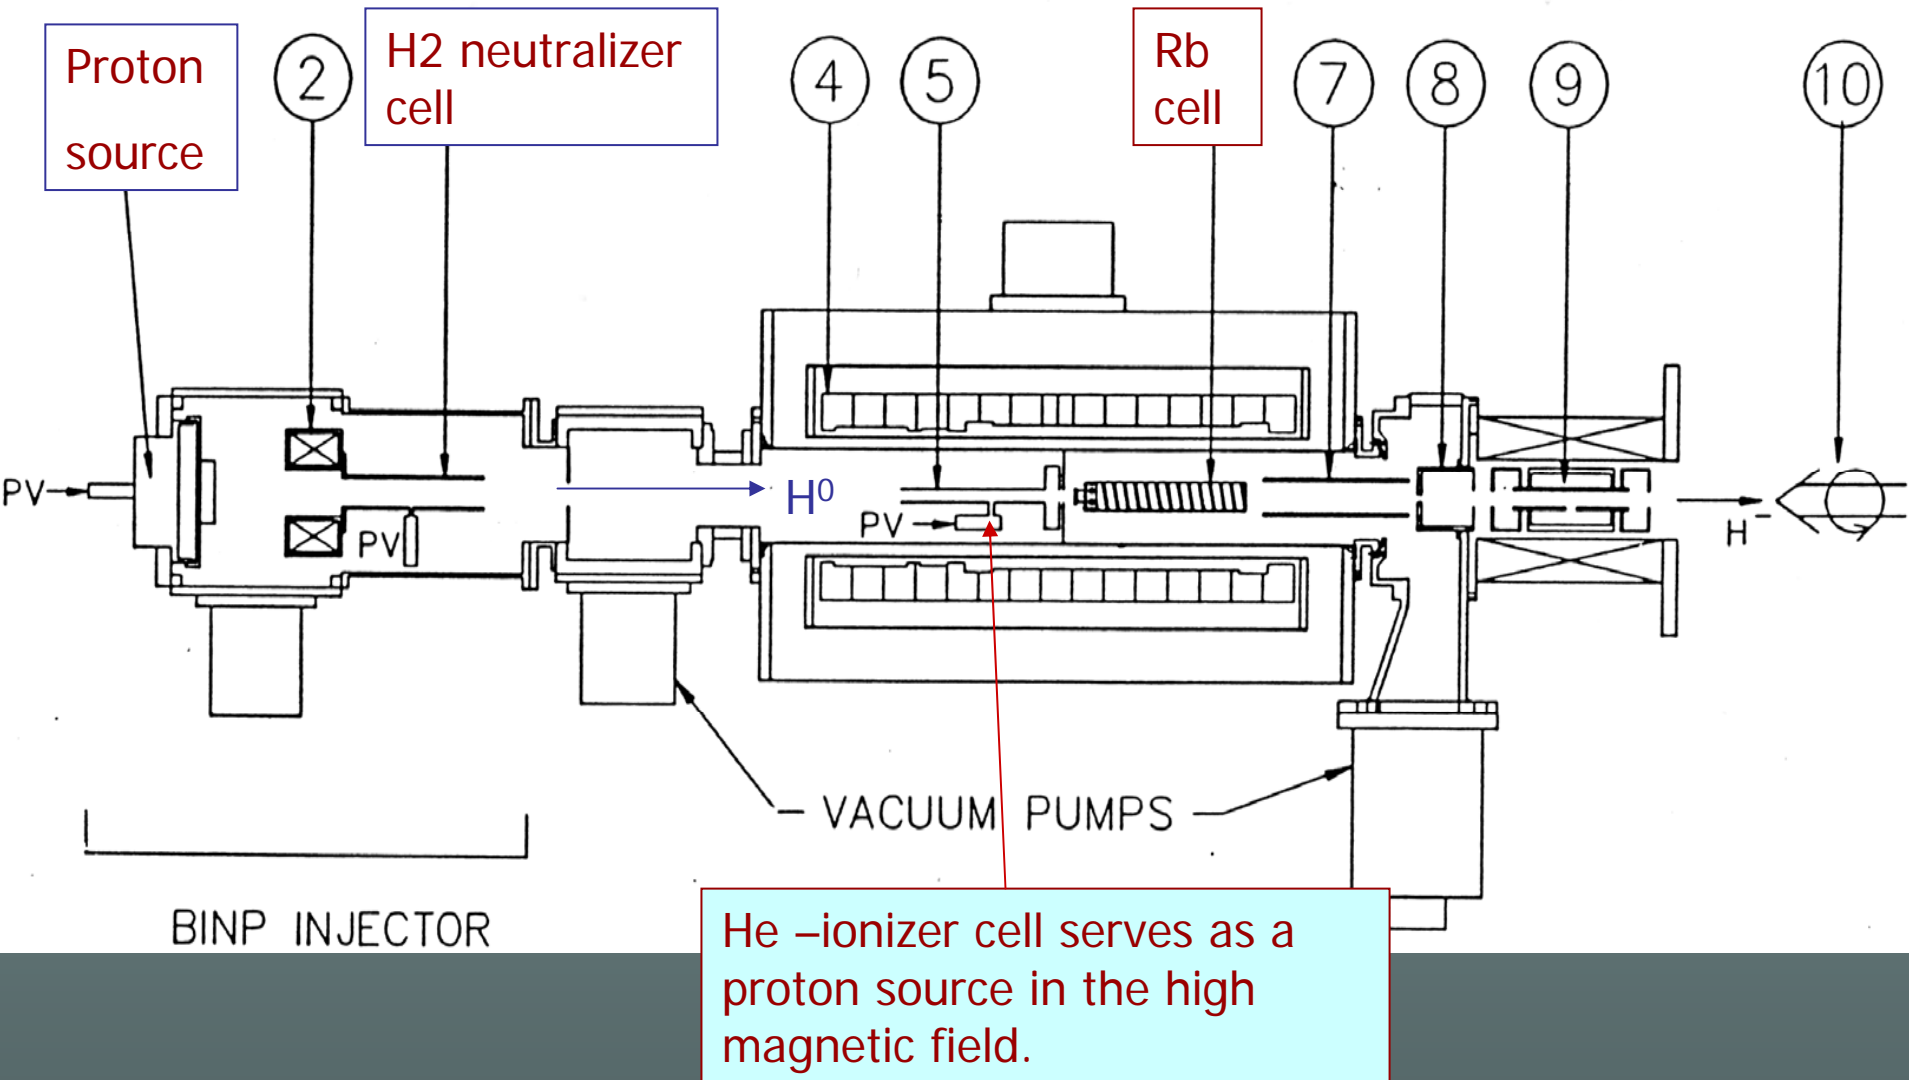 Proton
source
2
H2 neutralizer
cell
4
5
Rb
cell
7
8
9
10
PV
PV
H0
PV
H-
VACUUM PUMPS
BINP INJECTOR
He –ionizer cell serves as a
proton source in the high
magnetic field.